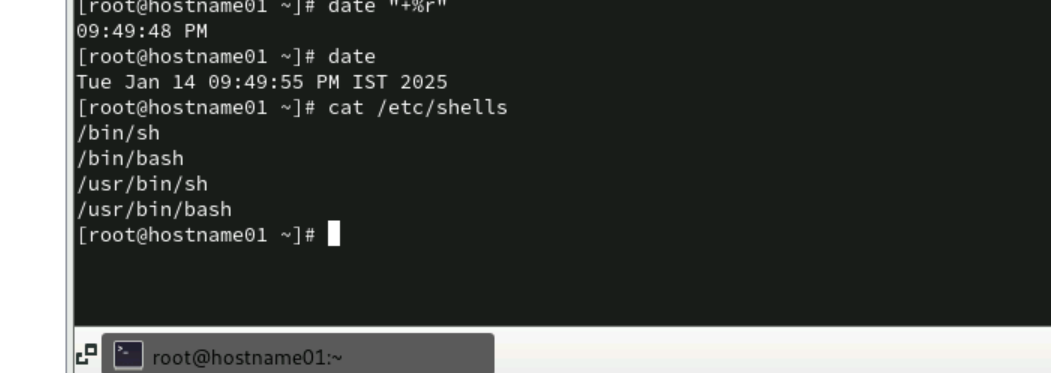 [root@hostname01 ~]# date "+%r"
09:49:48 PM
[root@hostname01 ~]# date
Tue Jan 14 09:49:55 PM IST 2025
[root@hostname01 ~]# cat /etc/shells
/bin/sh
/bin/bash
/usr/bin/sh
/usr/bin/bash
[root@hostname01 ~]#
root@hostname01:~